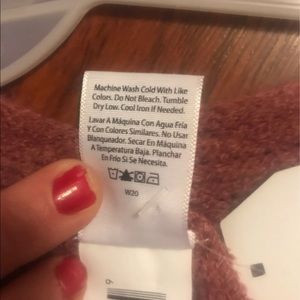 Machine Wash Cold With Like
Colors. Do Not Bleach. Tumble
Dry Low. Cool Iron If Needed.
Lavar A Máquina Con Agua Fría
Y Con Colores Similares. No Usar
Blanqueador. Secar En Máquina
A Temperatura Baja. Planchar
En Frío Si Se Necesita.
W20